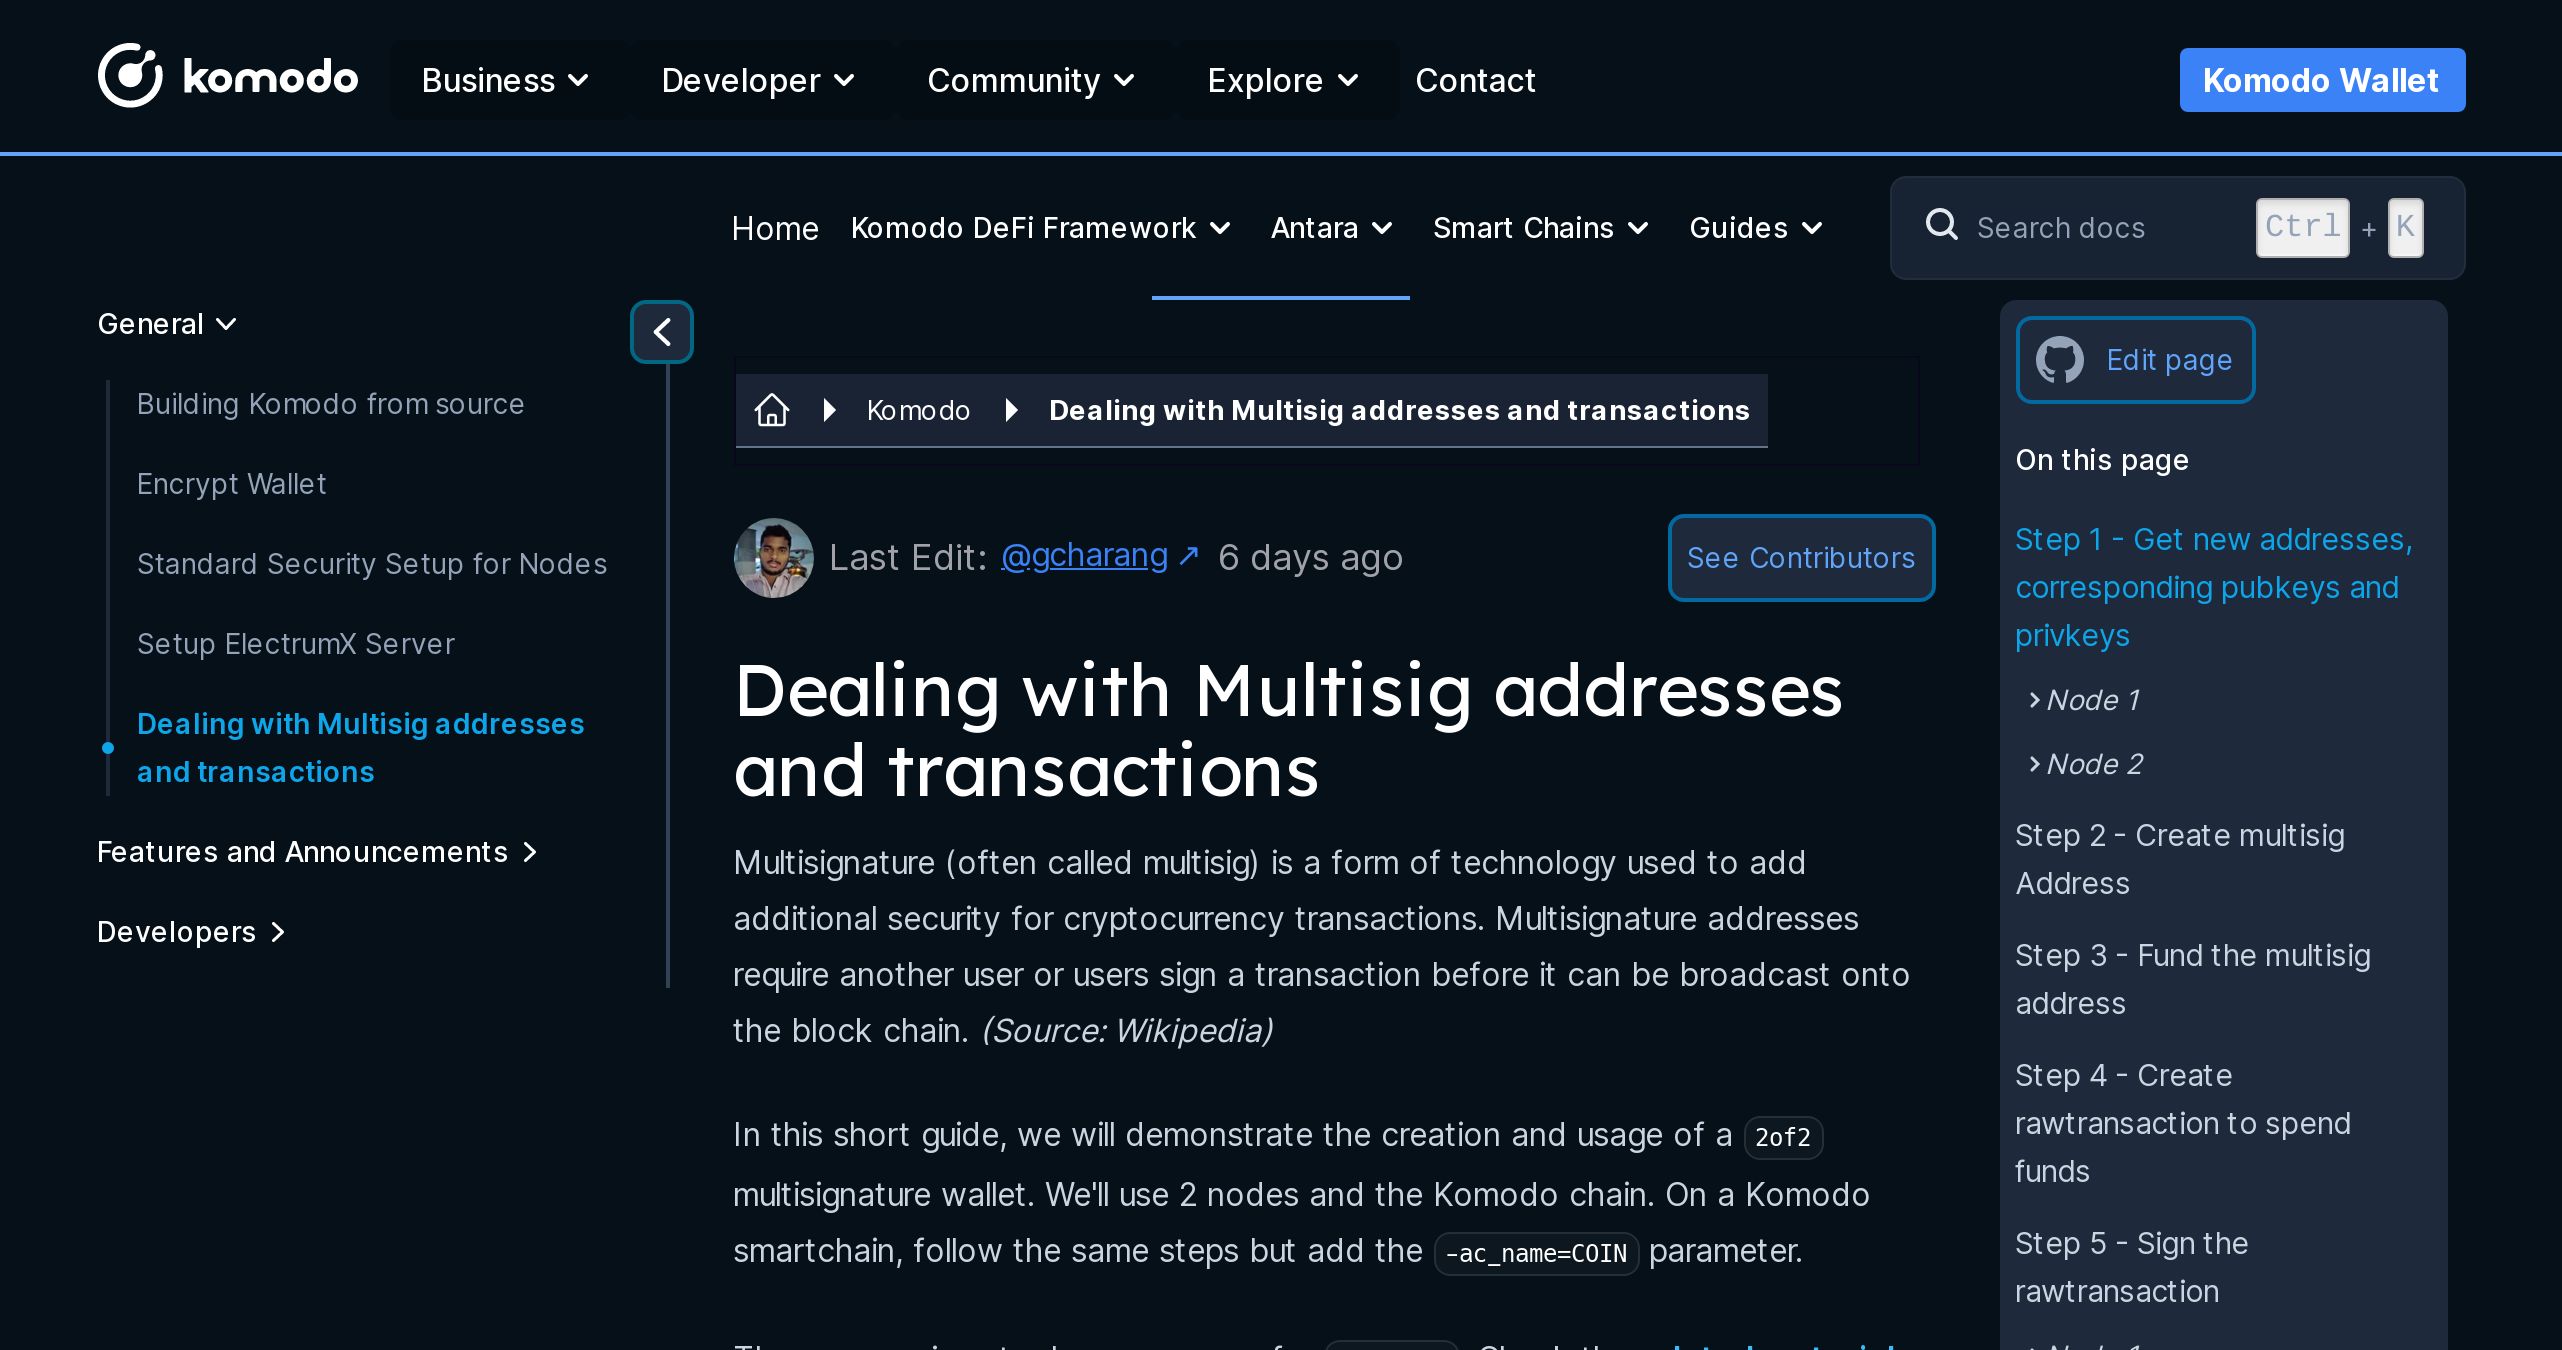 komodo Business Developer Community Explore Contact Komodo Wallet
Home Komodo DeFi Framework Antara Smart Chains Guides Search docs Ctrl + K
General
Building Komodo from source
Encrypt Wallet
Standard Security Setup for Nodes
Setup ElectrumX Server
Dealing with Multisig addresses
and transactions
Features and Announcements
Developers
Komodo Dealing with Multisig addresses and transactions
Last Edit: @gcharang ↗ 6 days ago See Contributors
Dealing with Multisig addresses
and transactions
Multisignature (often called multisig) is a form of technology used to add
additional security for cryptocurrency transactions. Multisignature addresses
require another user or users sign a transaction before it can be broadcast onto
the block chain. (Source: Wikipedia)
In this short guide, we will demonstrate the creation and usage of a 2of2
multisignature wallet. We'll use 2 nodes and the Komodo chain. On a Komodo
smartchain, follow the same steps but add the -ac_name=COIN parameter.
Edit page
On this page
Step 1 - Get new addresses,
corresponding pubkeys and
privkeys
Node 1
Node 2
Step 2 - Create multisig
Address
Step 3 - Fund the multisig
address
Step 4 - Create
rawtransaction to spend
funds
Step 5 - Sign the
rawtransaction